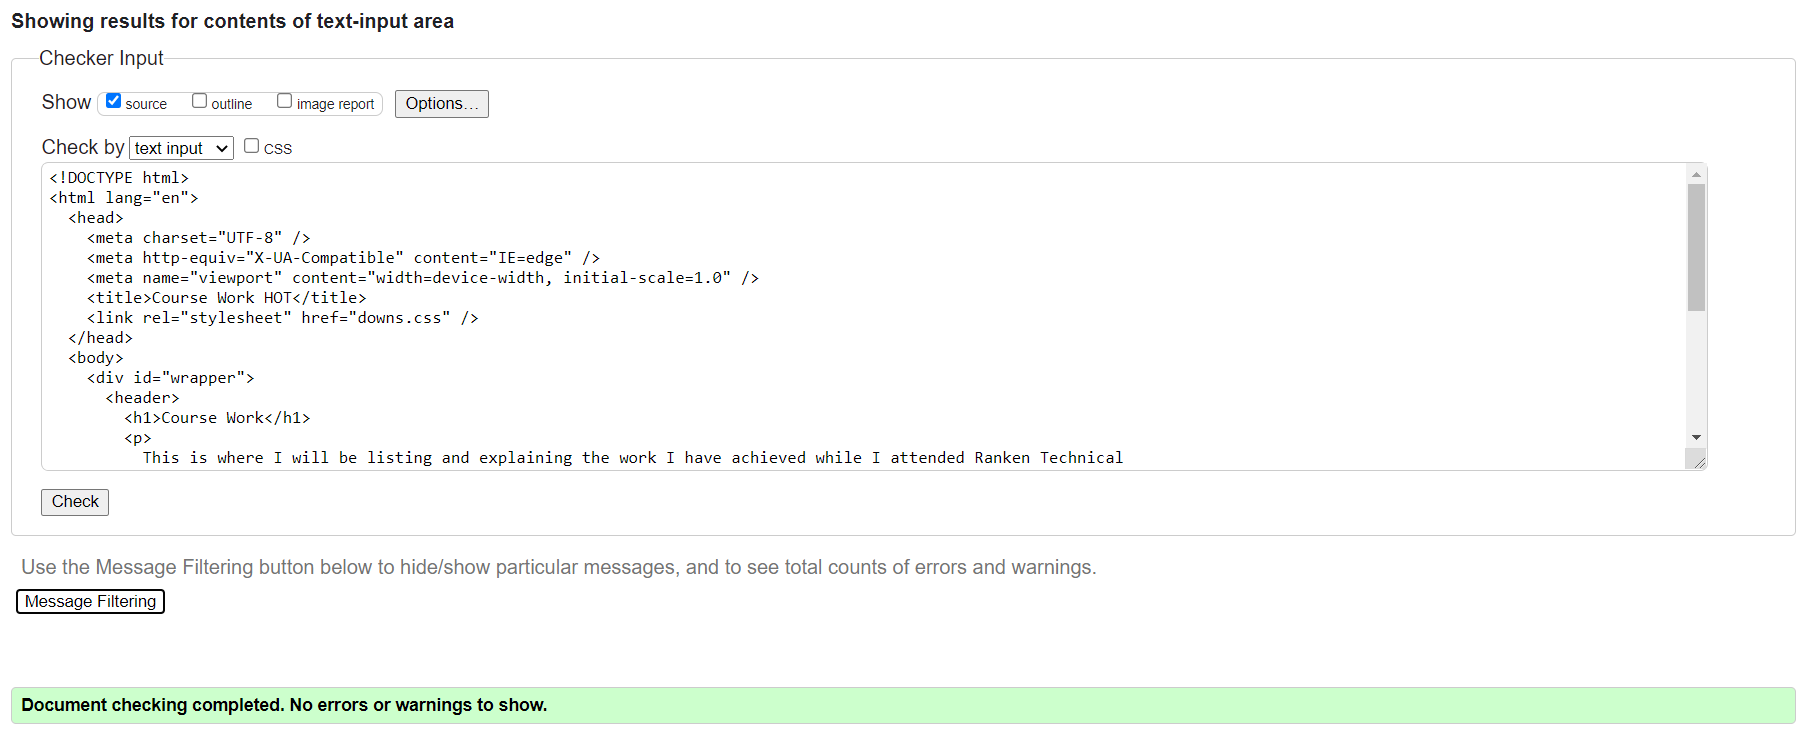 Showing results for contents of text-input area
Checker Input
Show source outline image report Options...
Check by text input CSS
<!DOCTYPE html>
<html lang="en">
  <head>
    <meta charset="UTF-8" />
    <meta http-equiv="X-UA-Compatible" content="IE=edge" />
    <meta name="viewport" content="width=device-width, initial-scale=1.0" />
    <title>Course Work HOT</title>
    <link rel="stylesheet" href="downs.css" />
  </head>
  <body>
    <div id="wrapper">
      <header>
        <h1>Course Work</h1>
        <p>
          This is where I will be listing and explaining the work I have achieved while I attended Ranken Technical
Check
Use the Message Filtering button below to hide/show particular messages, and to see total counts of errors and warnings.
Message Filtering
Document checking completed. No errors or warnings to show.